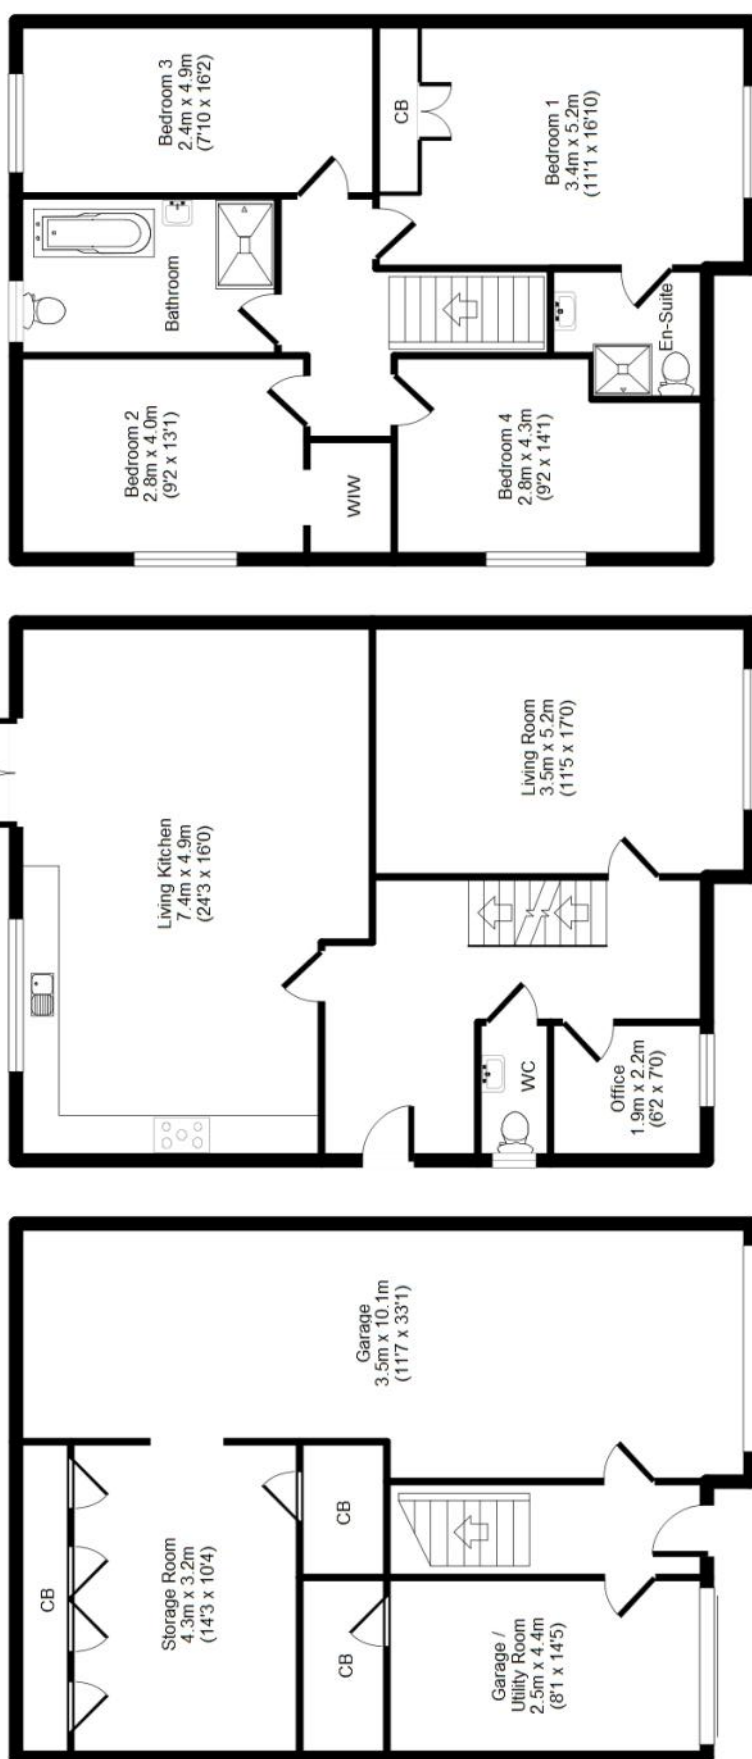 Bedroom 3
2.4m x 4.9m
(7'10 x 16'2)
CB
Bedroom 1
3.4m x 5.2m
(11'1 x 16'10)
Bathroom
En-Suite
Bedroom 2
2.8m x 4.0m
(9'2 x 13'1)
WIW
Bedroom 4
2.8m x 4.3m
(9'2 x 14'1)
Living Kitchen
7.4m x 4.9m
(24'3 x 16'0)
Living Room
3.5m x 5.2m
(11'5 x 17'0)
WC
Office
1.9m x 2.2m
(6'2 x 7'0)
Garage
3.5m x 10.1m
(11'7 x 33'1)
CB
Storage Room
4.3m x 3.2m
(14'3 x 10'4)
CB
CB
Garage /
Utility Room
2.5m x 4.4m
(8'1 x 14'5)